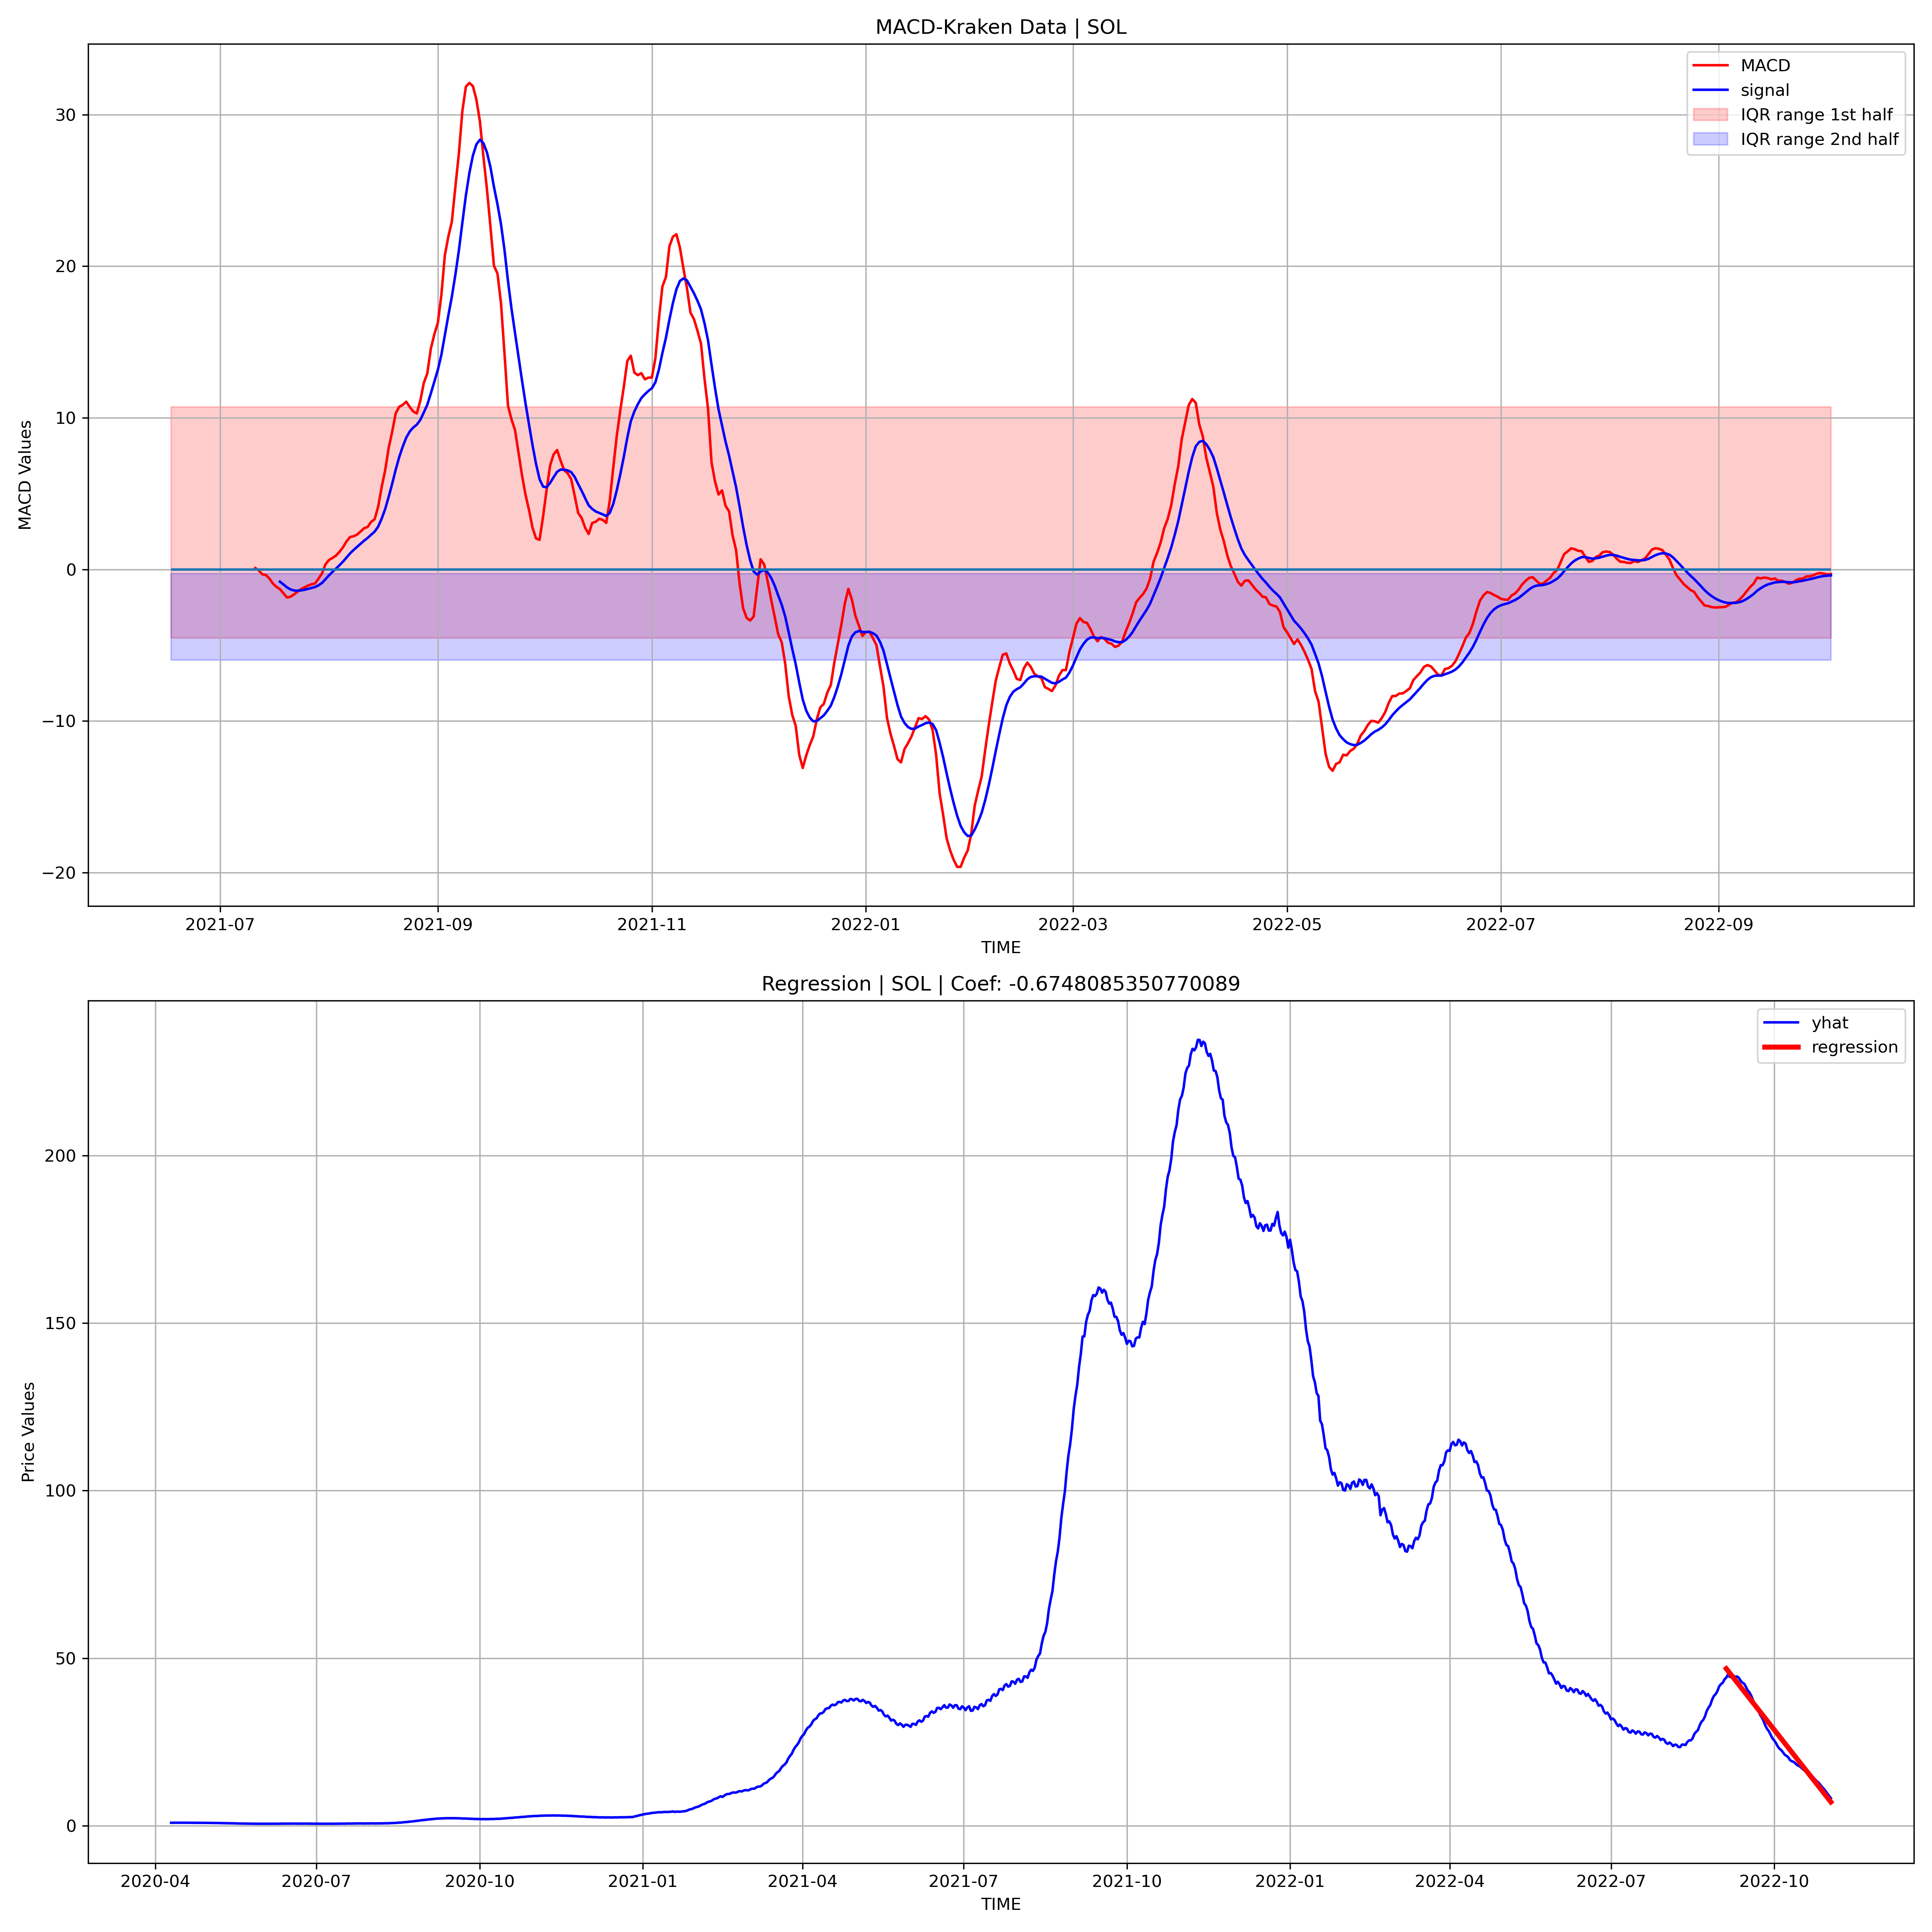 MACD-Kraken Data | SOL
MACD
signal
IQR range 1st half
IQR range 2nd half
MACD Values
30
20
10
0
−10
−20
2021-07 2021-09 2021-11 2022-01 2022-03 2022-05 2022-07 2022-09
TIME
Regression | SOL | Coef: -0.6748085350770089
yhat
regression
Price Values
200
150
100
50
0
2020-04 2020-07 2020-10 2021-01 2021-04 2021-07 2021-10 2022-01 2022-04 2022-07 2022-10
TIME